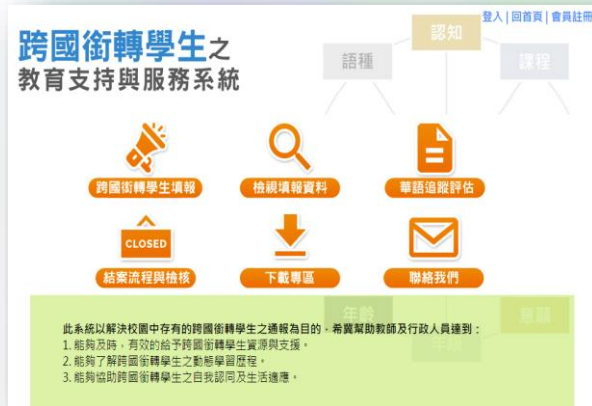 登入 | 回首頁 | 會員註冊
跨國銜轉學生之
教育支持與服務系統
認知
語種
課程
跨國銜轉學生填報
檢視填報資料
華語追蹤評估
CLOSED
結案流程與檢核
下載專區
聯絡我們
年齡
此系統以解決校園中存有的跨國銜轉學生之通報為目的，希冀幫助教師及行政人員達到：
1. 能夠及時，有效的給予跨國銜轉學生資源與支援。
2. 能夠了解跨國銜轉學生之動態學習歷程。
3. 能夠協助跨國銜轉學生之自我認同及生活適應。